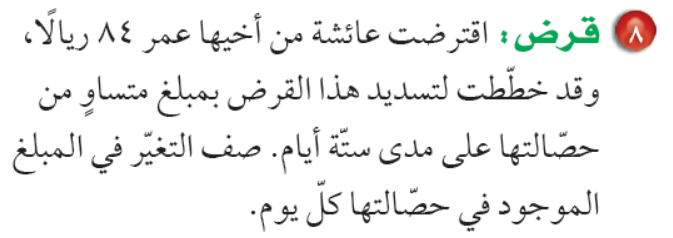 ٨ قرض: اقترضت عائشة من أخيها عمر ٨٤ ريالًا،
وقد خطّطت لتسديد هذا القرض بمبلغ متساوٍ من
حصّالتها على مدى ستّة أيام. صف التغيّر في المبلغ
الموجود في حصّالتها كلّ يوم.